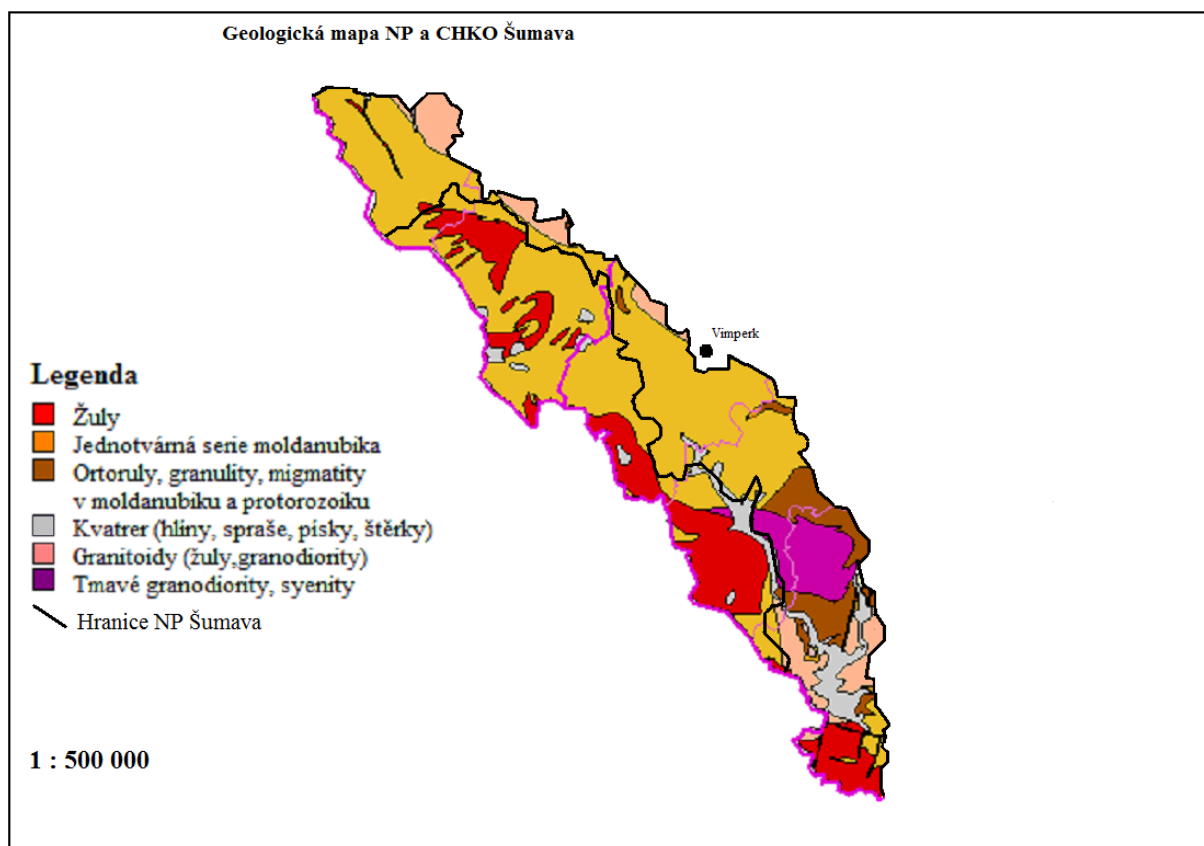 Geologická mapa NP a CHKO Šumava
Vimperk
Legenda
Žuly
Jednotvárná serie moldanubika
Ortoruly, granulity, migmatity
v moldanubiku a protorozoiku
Kvatrer (hlíny, spraše, písky, štěrky)
Granitoidy (žuly,granodiority)
Tmavé granodiority, syenity
Hranice NP Šumava
1 : 500 000